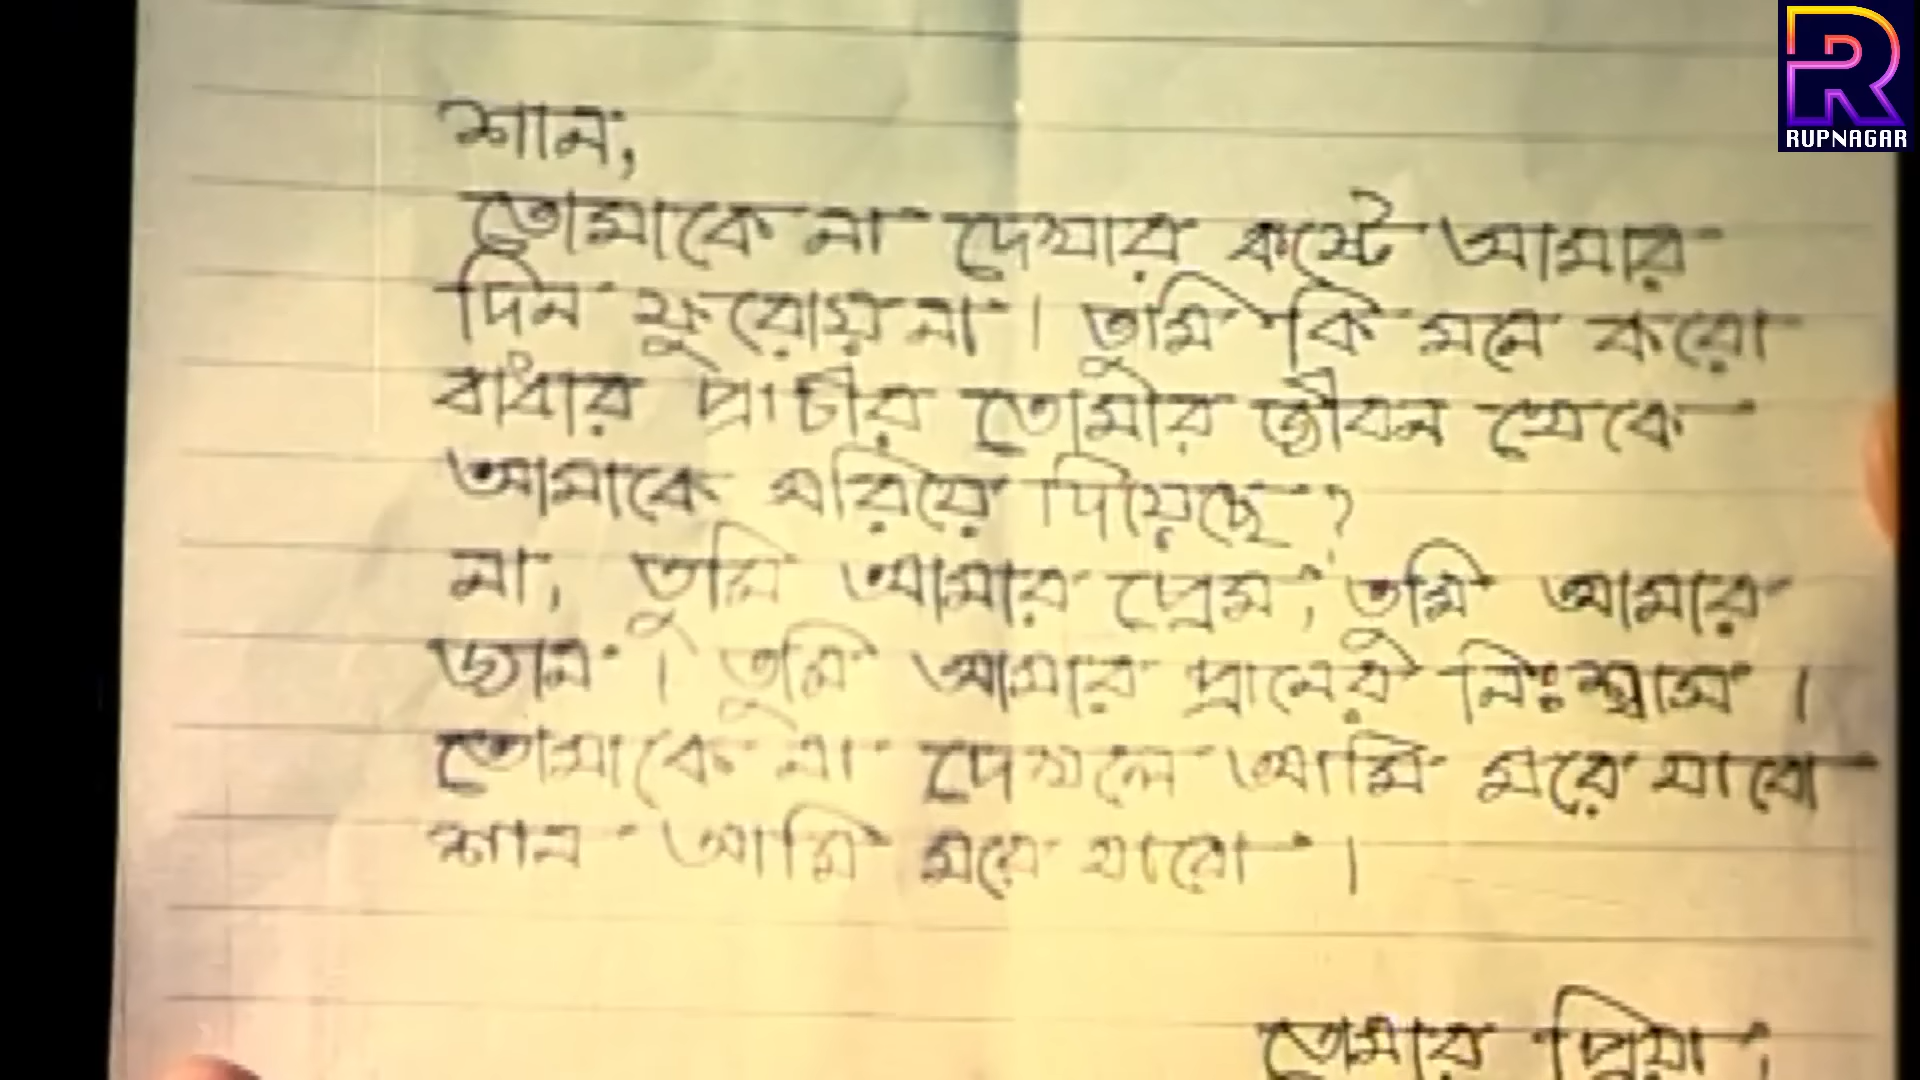 RUPNAGAR
শান,
তোমাকে না দেখার কষ্টে আমার
দিন ফুরোয় না। তুমি কি মনে করো
বাধাঁর প্রাচীর তোমার জীবন থেকে
আমাকে সরিয়ে দিয়েছে?
না, তুমি আমার প্রেম, তুমি আমার
জান। তুমি আমার প্রানের নিঃশ্বাস।
তোমাকে না দেখলে আমি মরে যাবো
শান আমি মরে যাবো।
তোমার প্রিয়া।